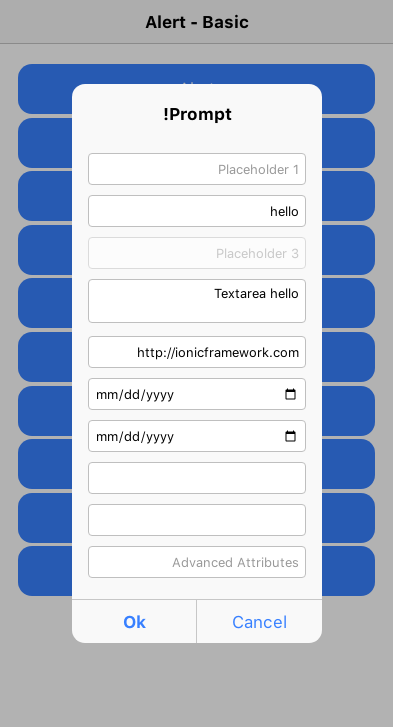 Alert - Basic
!Prompt
Placeholder 1
hello
Placeholder 3
Textarea hello
http://ionicframework.com
mm/dd/yyyy
mm/dd/yyyy
Advanced Attributes
Ok
Cancel